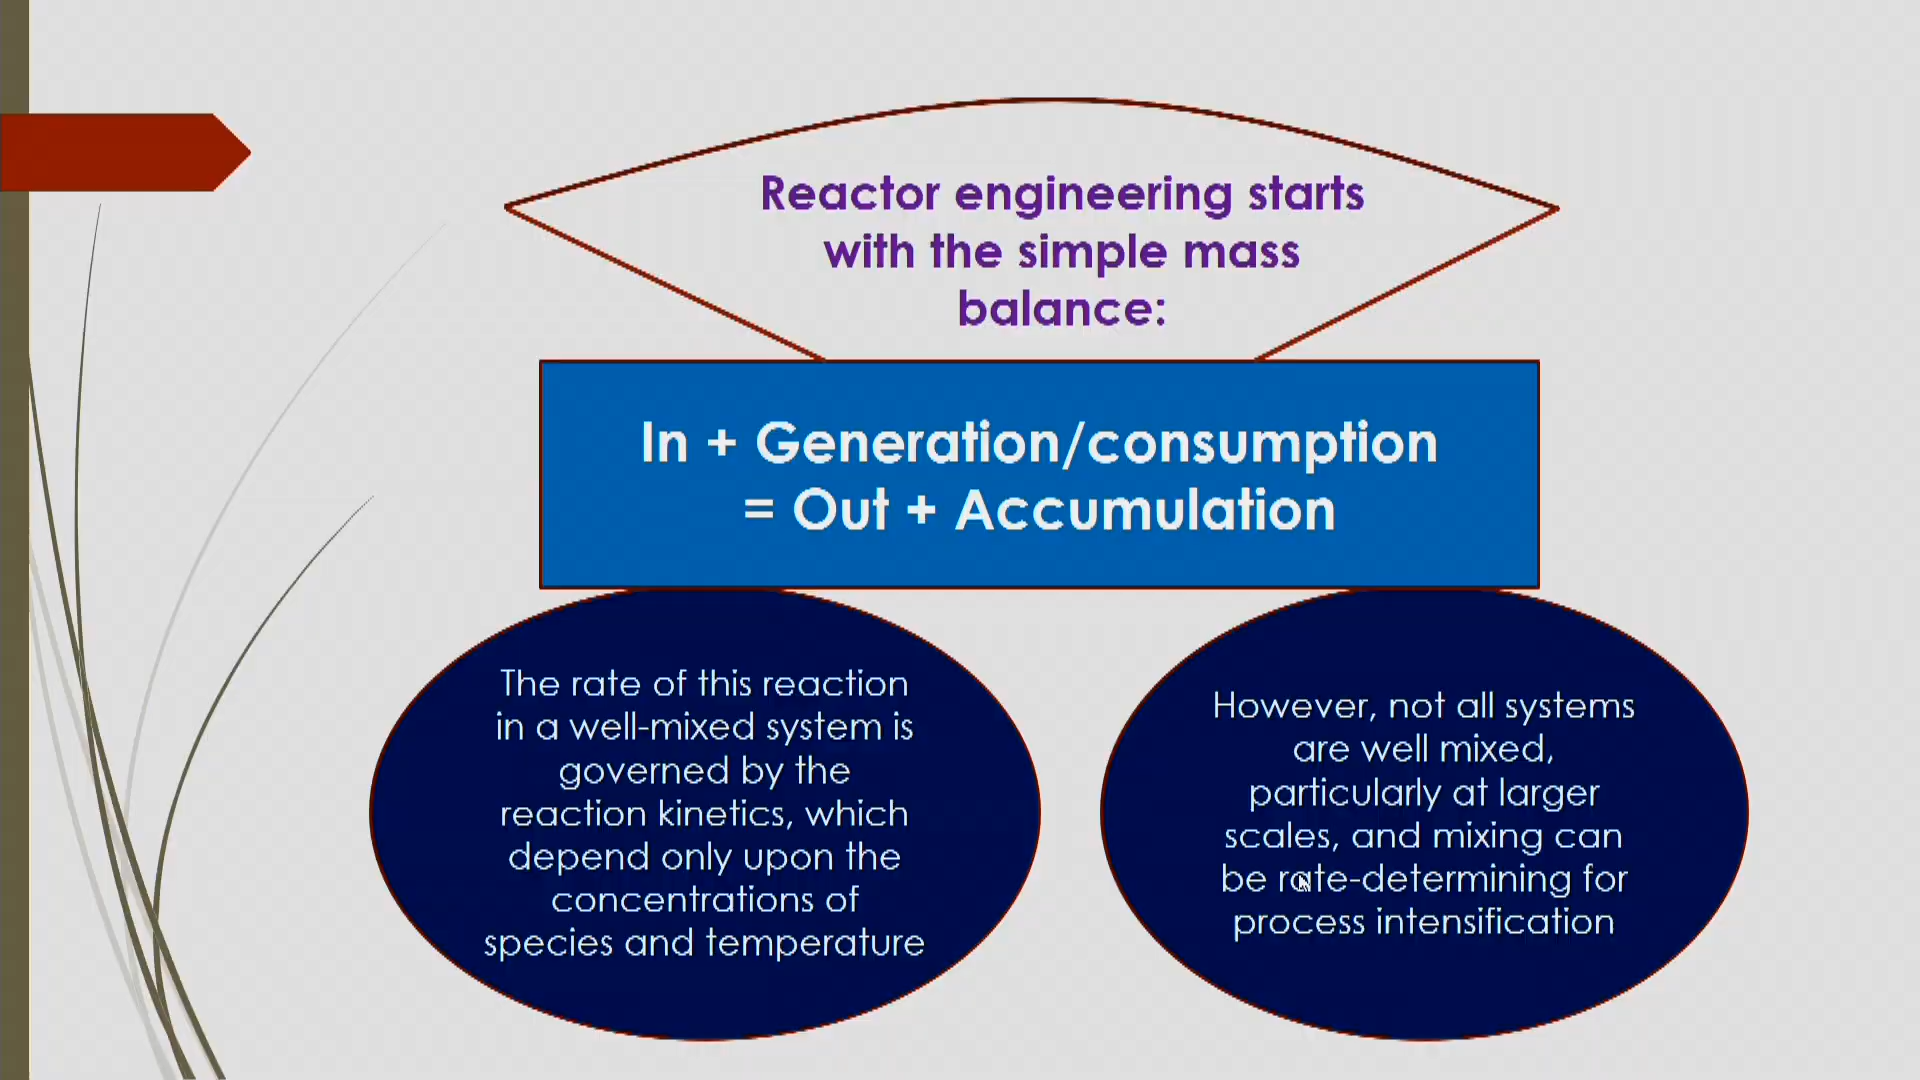 Reactor engineering starts
with the simple mass
balance:
In + Generation/consumption
= Out + Accumulation
The rate of this reaction
in a well-mixed system is
governed by the
reaction kinetics, which
depend only upon the
concentrations of
species and temperature
However, not all systems
are well mixed,
particularly at larger
scales, and mixing can
be rate-determining for
process intensification